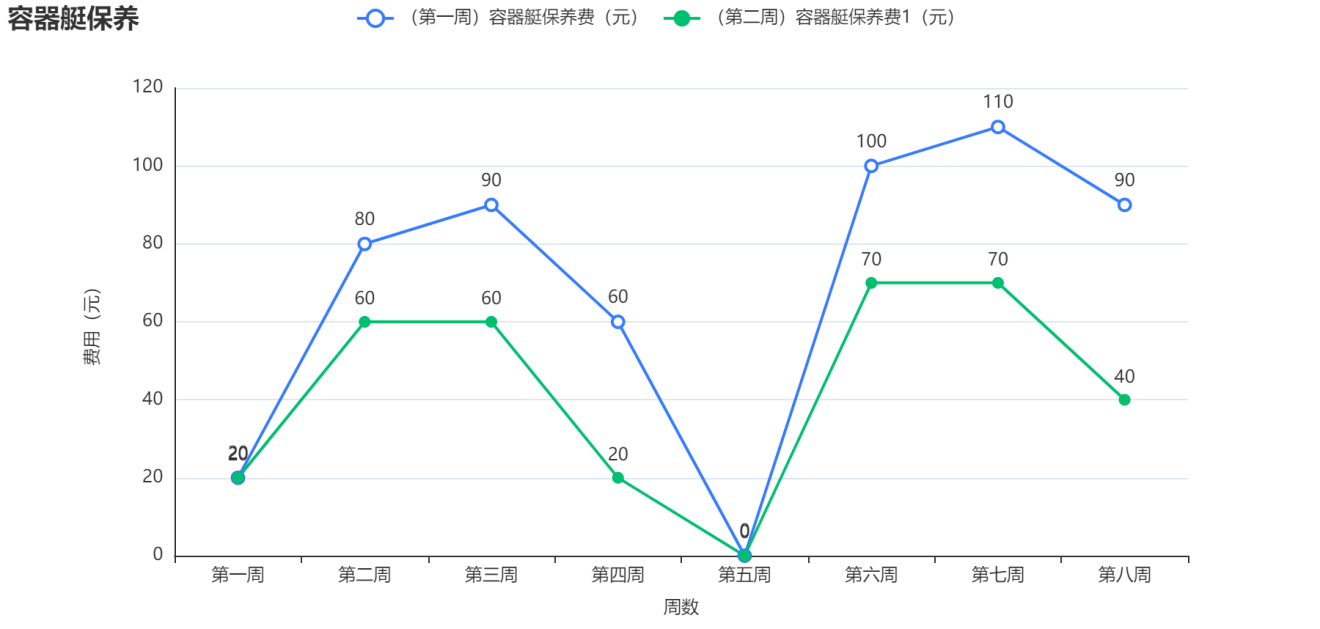 容器艇保养
（第一周）容器艇保养费（元）
（第二周）容器艇保养费1（元）
费用（元）
120
100
80
60
40
20
0
20
80
90
60
0
100
110
90
20
60
60
20
0
70
70
40
第一周
第二周
第三周
第四周
第五周
第六周
第七周
第八周
周数